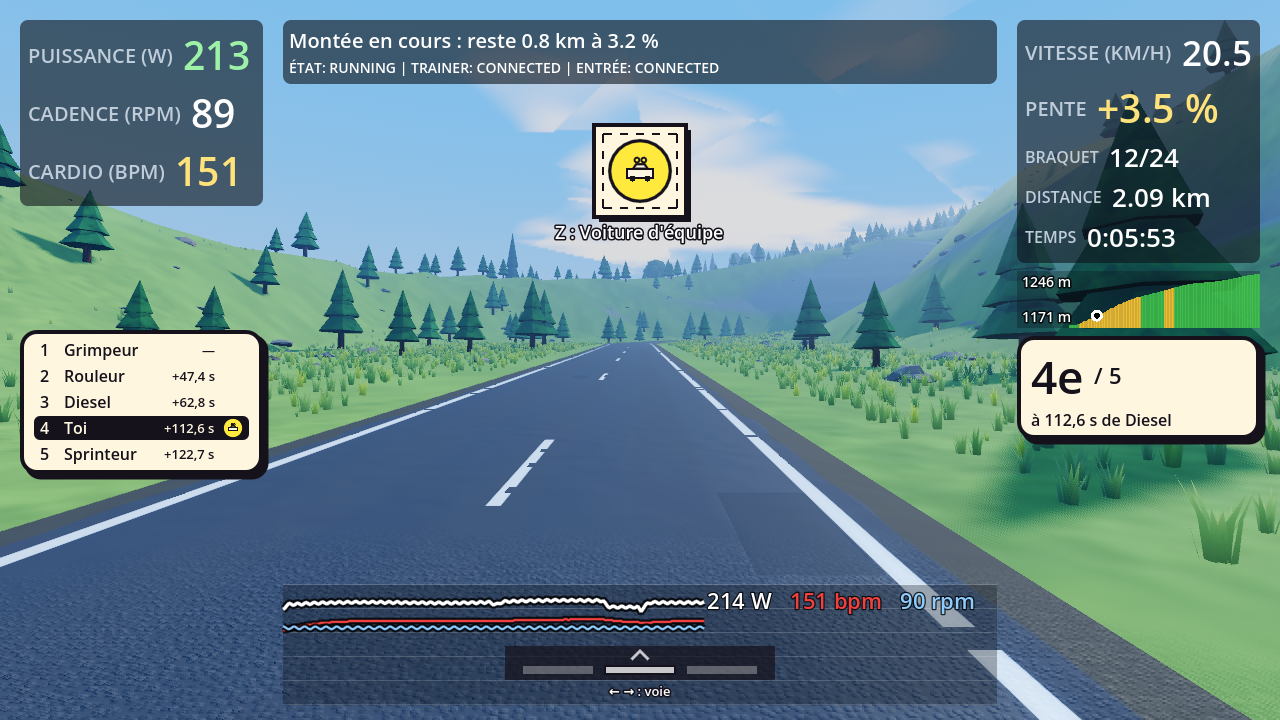 PUISSANCE (W) 213
CADENCE (RPM) 89
CARDIO (BPM) 151
Montée en cours : reste 0.8 km à 3.2 %
ÉTAT: RUNNING | TRAINER: CONNECTED | ENTRÉE: CONNECTED
VITESSE (KM/H) 20.5
PENTE +3.5 %
BRAQUET 12/24
DISTANCE 2.09 km
TEMPS 0:05:53
Z : Voiture d'équipe
1246 m
1171 m
1 Grimpeur —
2 Rouleur +47,4 s
3 Diesel +62,8 s
4 Toi +112,6 s
5 Sprinteur +122,7 s
4e / 5
à 112,6 s de Diesel
214 W 151 bpm 90 rpm
← → : voie